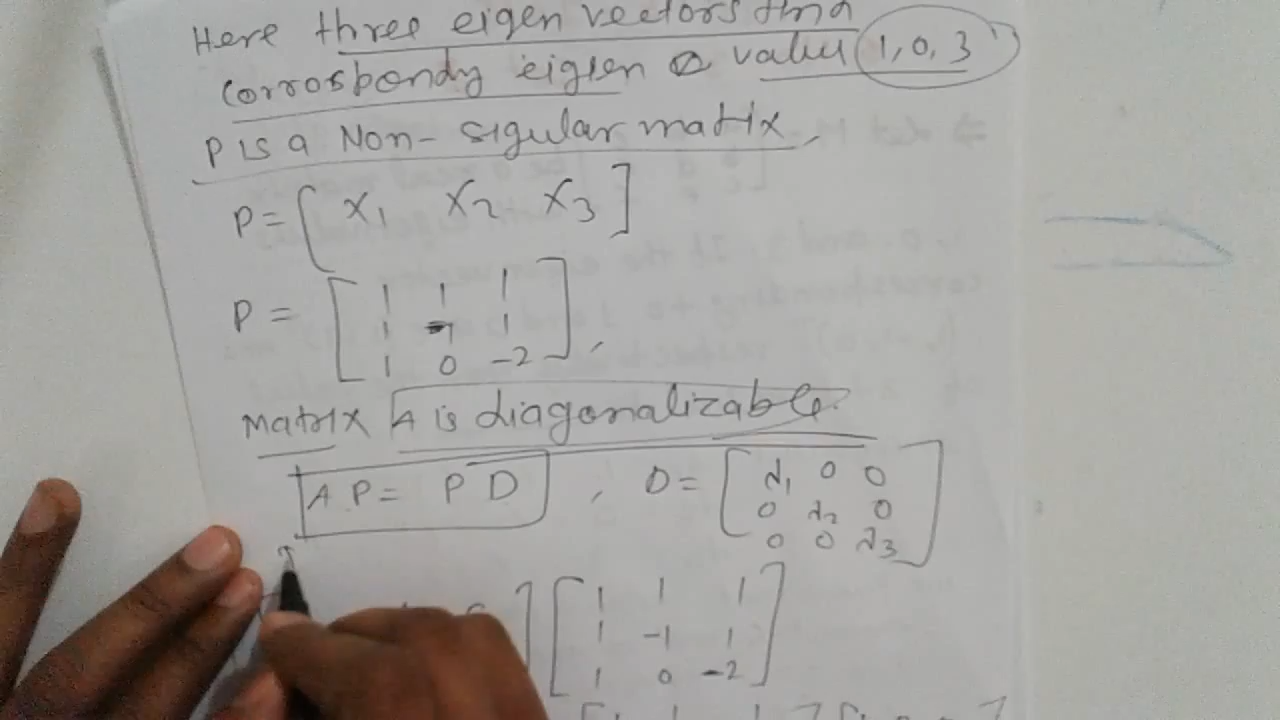 Here three eigen vectors and
corrospondy eigen value 1, 0, 3
P is a Non-sigular matrix,
P = [ X1 X2 X3 ]
P = [ 1 1 1
1 -1 1
1 0 -2 ],
Matrix A is diagonalizable.
AP = PD , D = [ λ1 0 0
0 λ2 0
0 0 λ3 ]
] [ 1 1 1
1 -1 1
1 0 -2 ]